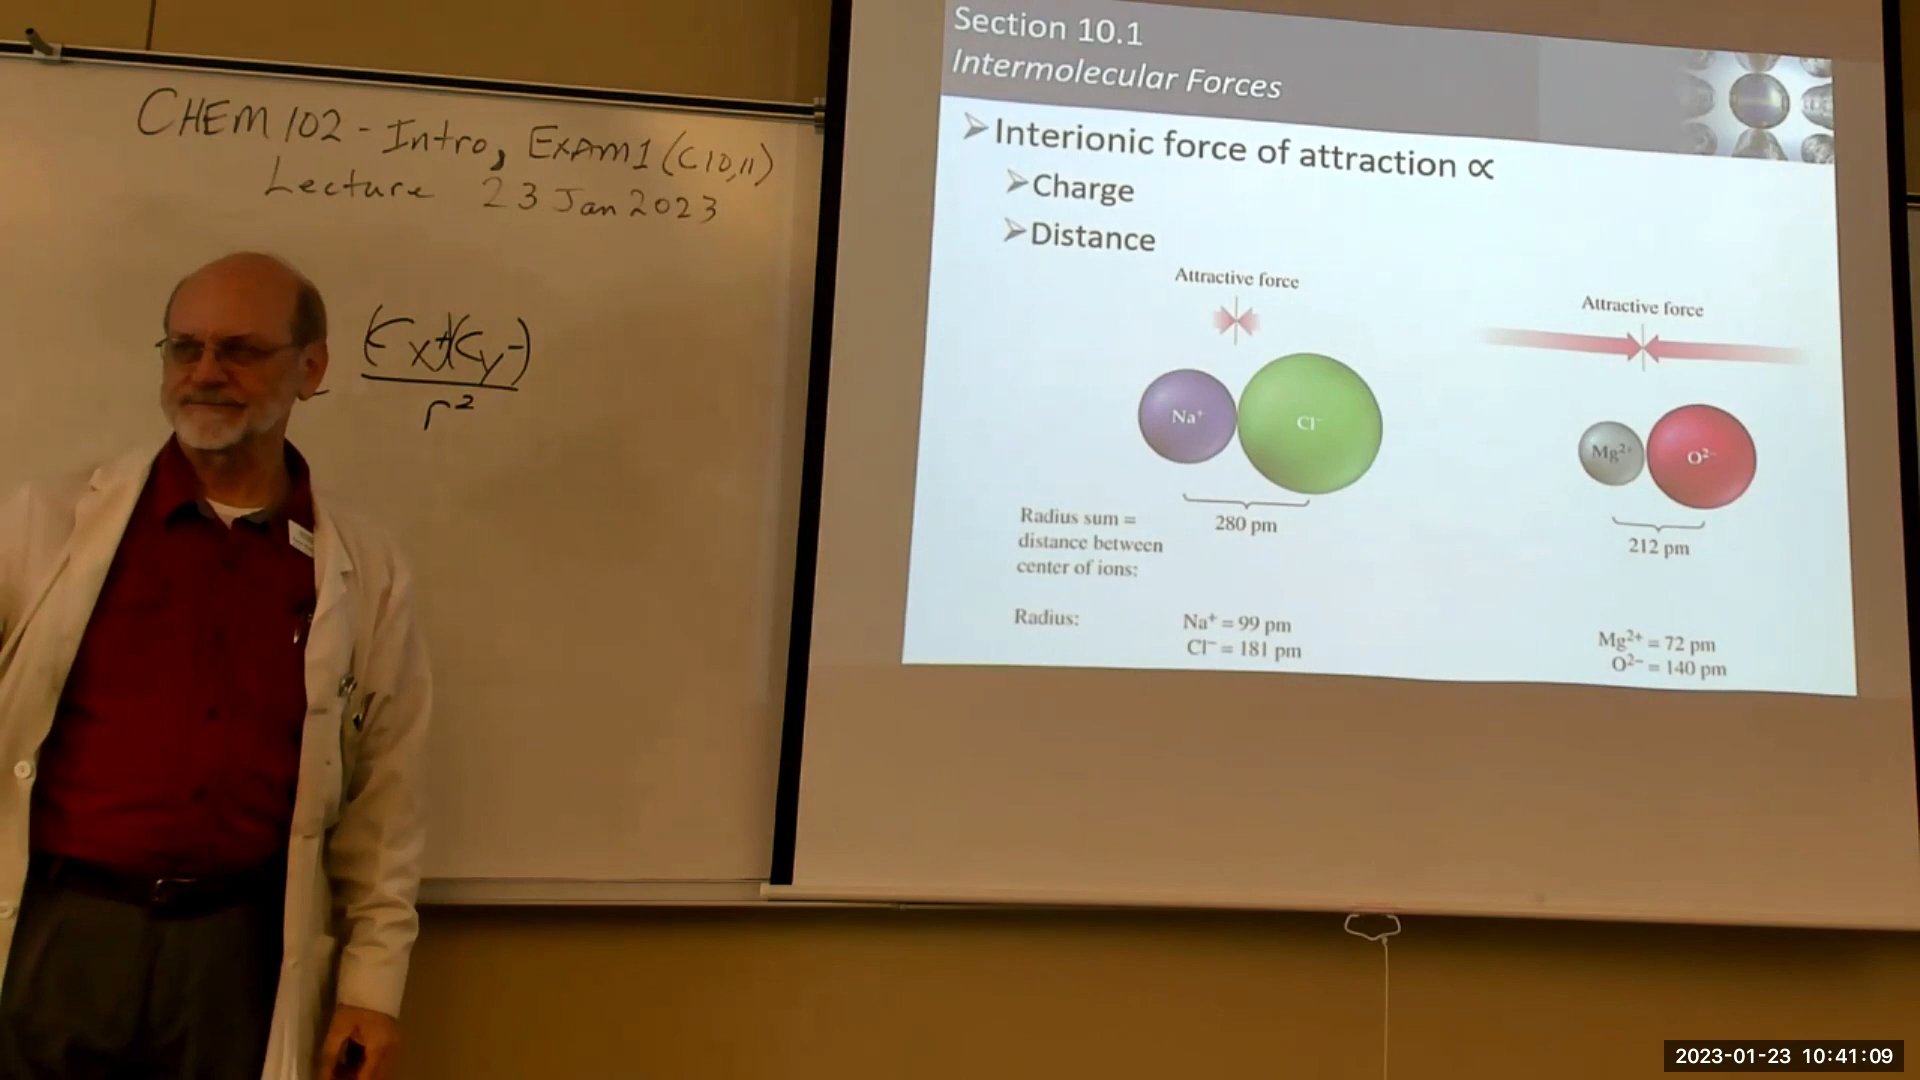 CHEM 102 - Intro, EXAM 1 (C10,11)
Lecture 23 Jan 2023
r²
Section 10.1
Intermolecular Forces
➢Interionic force of attraction ∝
➢Charge
➢Distance
Attractive force
Attractive force
Na⁺
Cl⁻
Mg²⁺
O²⁻
280 pm
212 pm
Radius sum =
distance between
center of ions:
Radius:
Na⁺ = 99 pm
Cl⁻ = 181 pm
Mg²⁺ = 72 pm
O²⁻ = 140 pm
2023-01-23 10:41:09